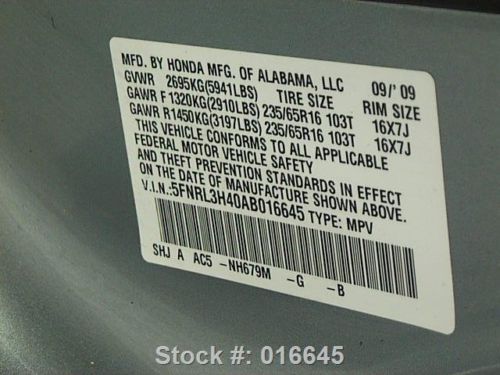 MFD. BY HONDA MFG. OF ALABAMA, LLC 09/' 09
GVWR 2695KG(5941LBS) TIRE SIZE RIM SIZE
GAWR F 1320KG(2910LBS) 235/65R16 103T 16X7J
GAWR R1450KG(3197LBS) 235/65R16 103T 16X7J
THIS VEHICLE CONFORMS TO ALL APPLICABLE
FEDERAL MOTOR VEHICLE SAFETY
AND THEFT PREVENTION STANDARDS IN EFFECT
ON THE DATE OF MANUFACTURE SHOWN ABOVE.
V.I.N.:5FNRL3H40AB016645 TYPE: MPV
SHJ A AC5 -NH679M -G -B
Stock #: 016645